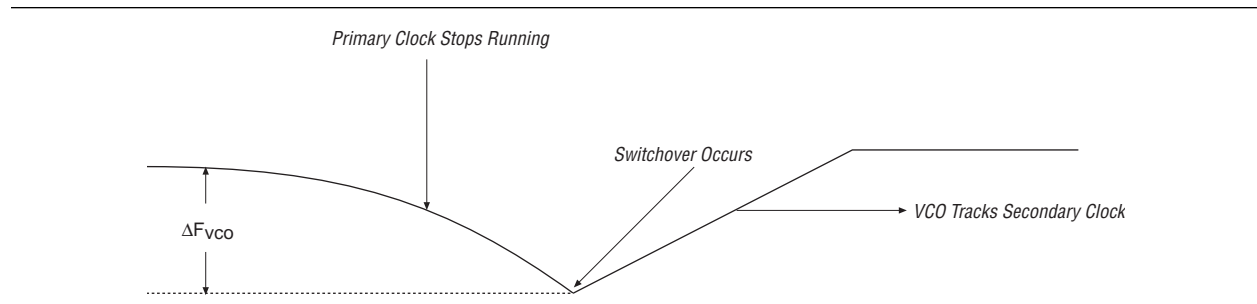 Primary Clock Stops Running
Switchover Occurs
VCO Tracks Secondary Clock
ΔFvco